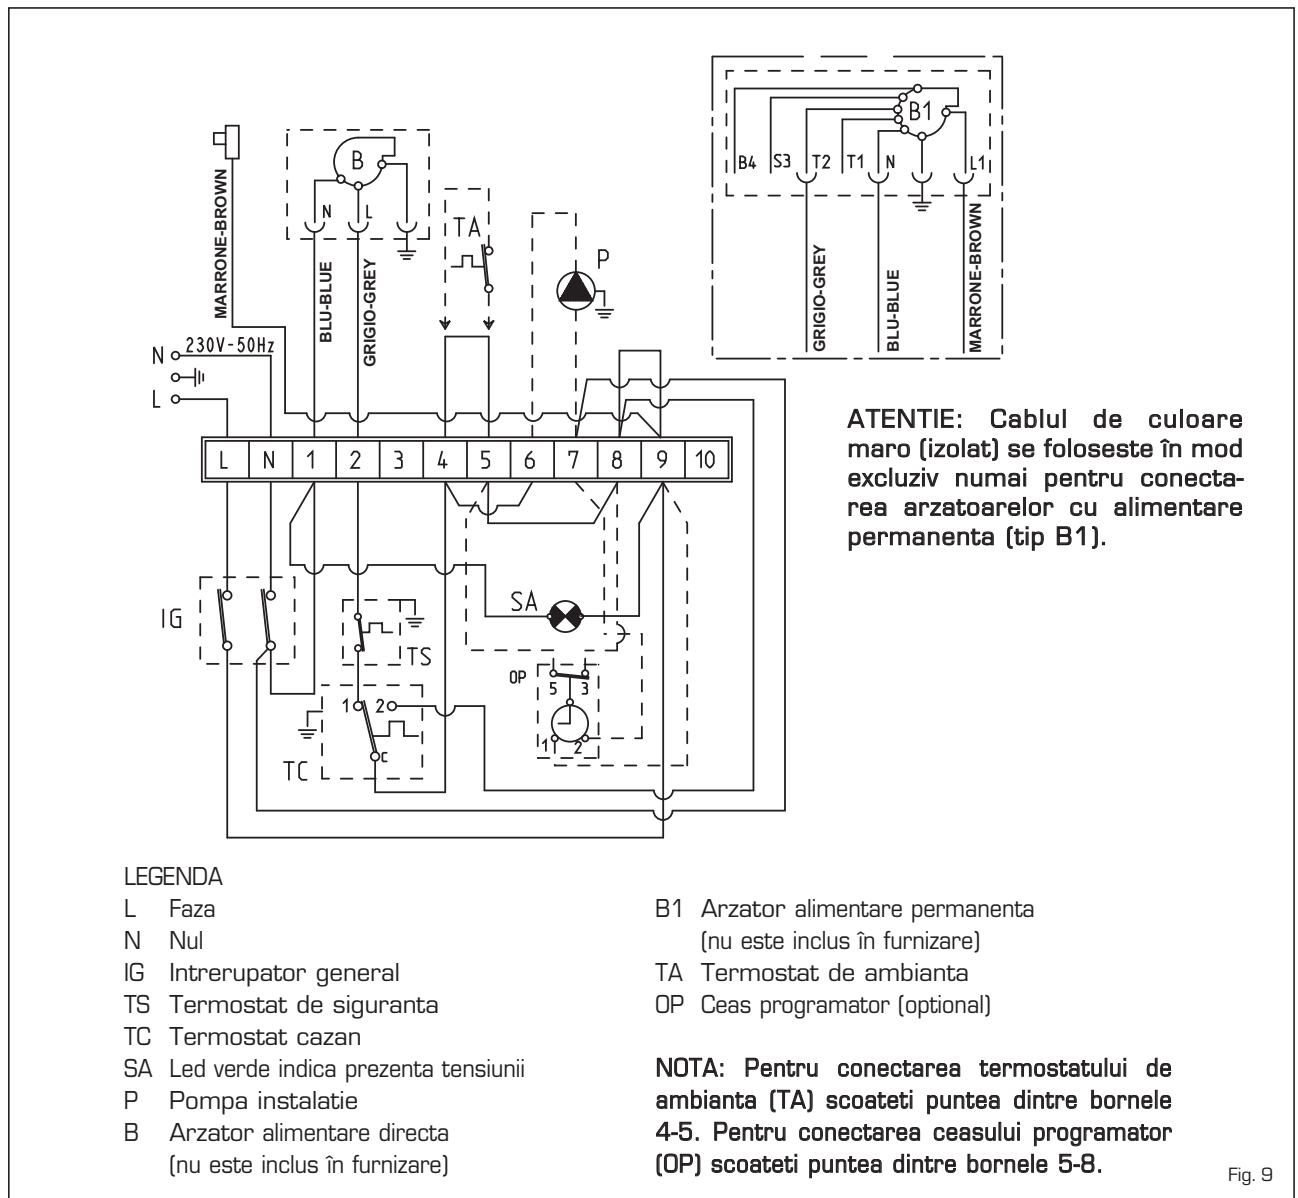 B
N L
MARRONE-BROWN
BLU-BLUE
GRIGIO-GREY
TA
P
B1
B4 S3 T2 T1 N L1
GRIGIO-GREY
BLU-BLUE
MARRONE-BROWN
N 230V-50Hz
L
L N 1 2 3 4 5 6 7 8 9 10
ATENTIE: Cablul de culoare
maro (izolat) se foloseste în mod
excluziv numai pentru conecta-
rea arzatoarelor cu alimentare
permanenta (tip B1).
IG
SA
TS
OP
5 3
1 2
1 2
C
TC
LEGENDA
L Faza
N Nul
IG Intrerupator general
TS Termostat de siguranta
TC Termostat cazan
SA Led verde indica prezenta tensiunii
P Pompa instalatie
B Arzator alimentare directa
(nu este inclus în furnizare)
B1 Arzator alimentare permanenta
(nu este inclus în furnizare)
TA Termostat de ambianta
OP Ceas programator (optional)
NOTA: Pentru conectarea termostatului de
ambianta (TA) scoateti puntea dintre bornele
4-5. Pentru conectarea ceasului programator
(OP) scoateti puntea dintre bornele 5-8.
Fig. 9